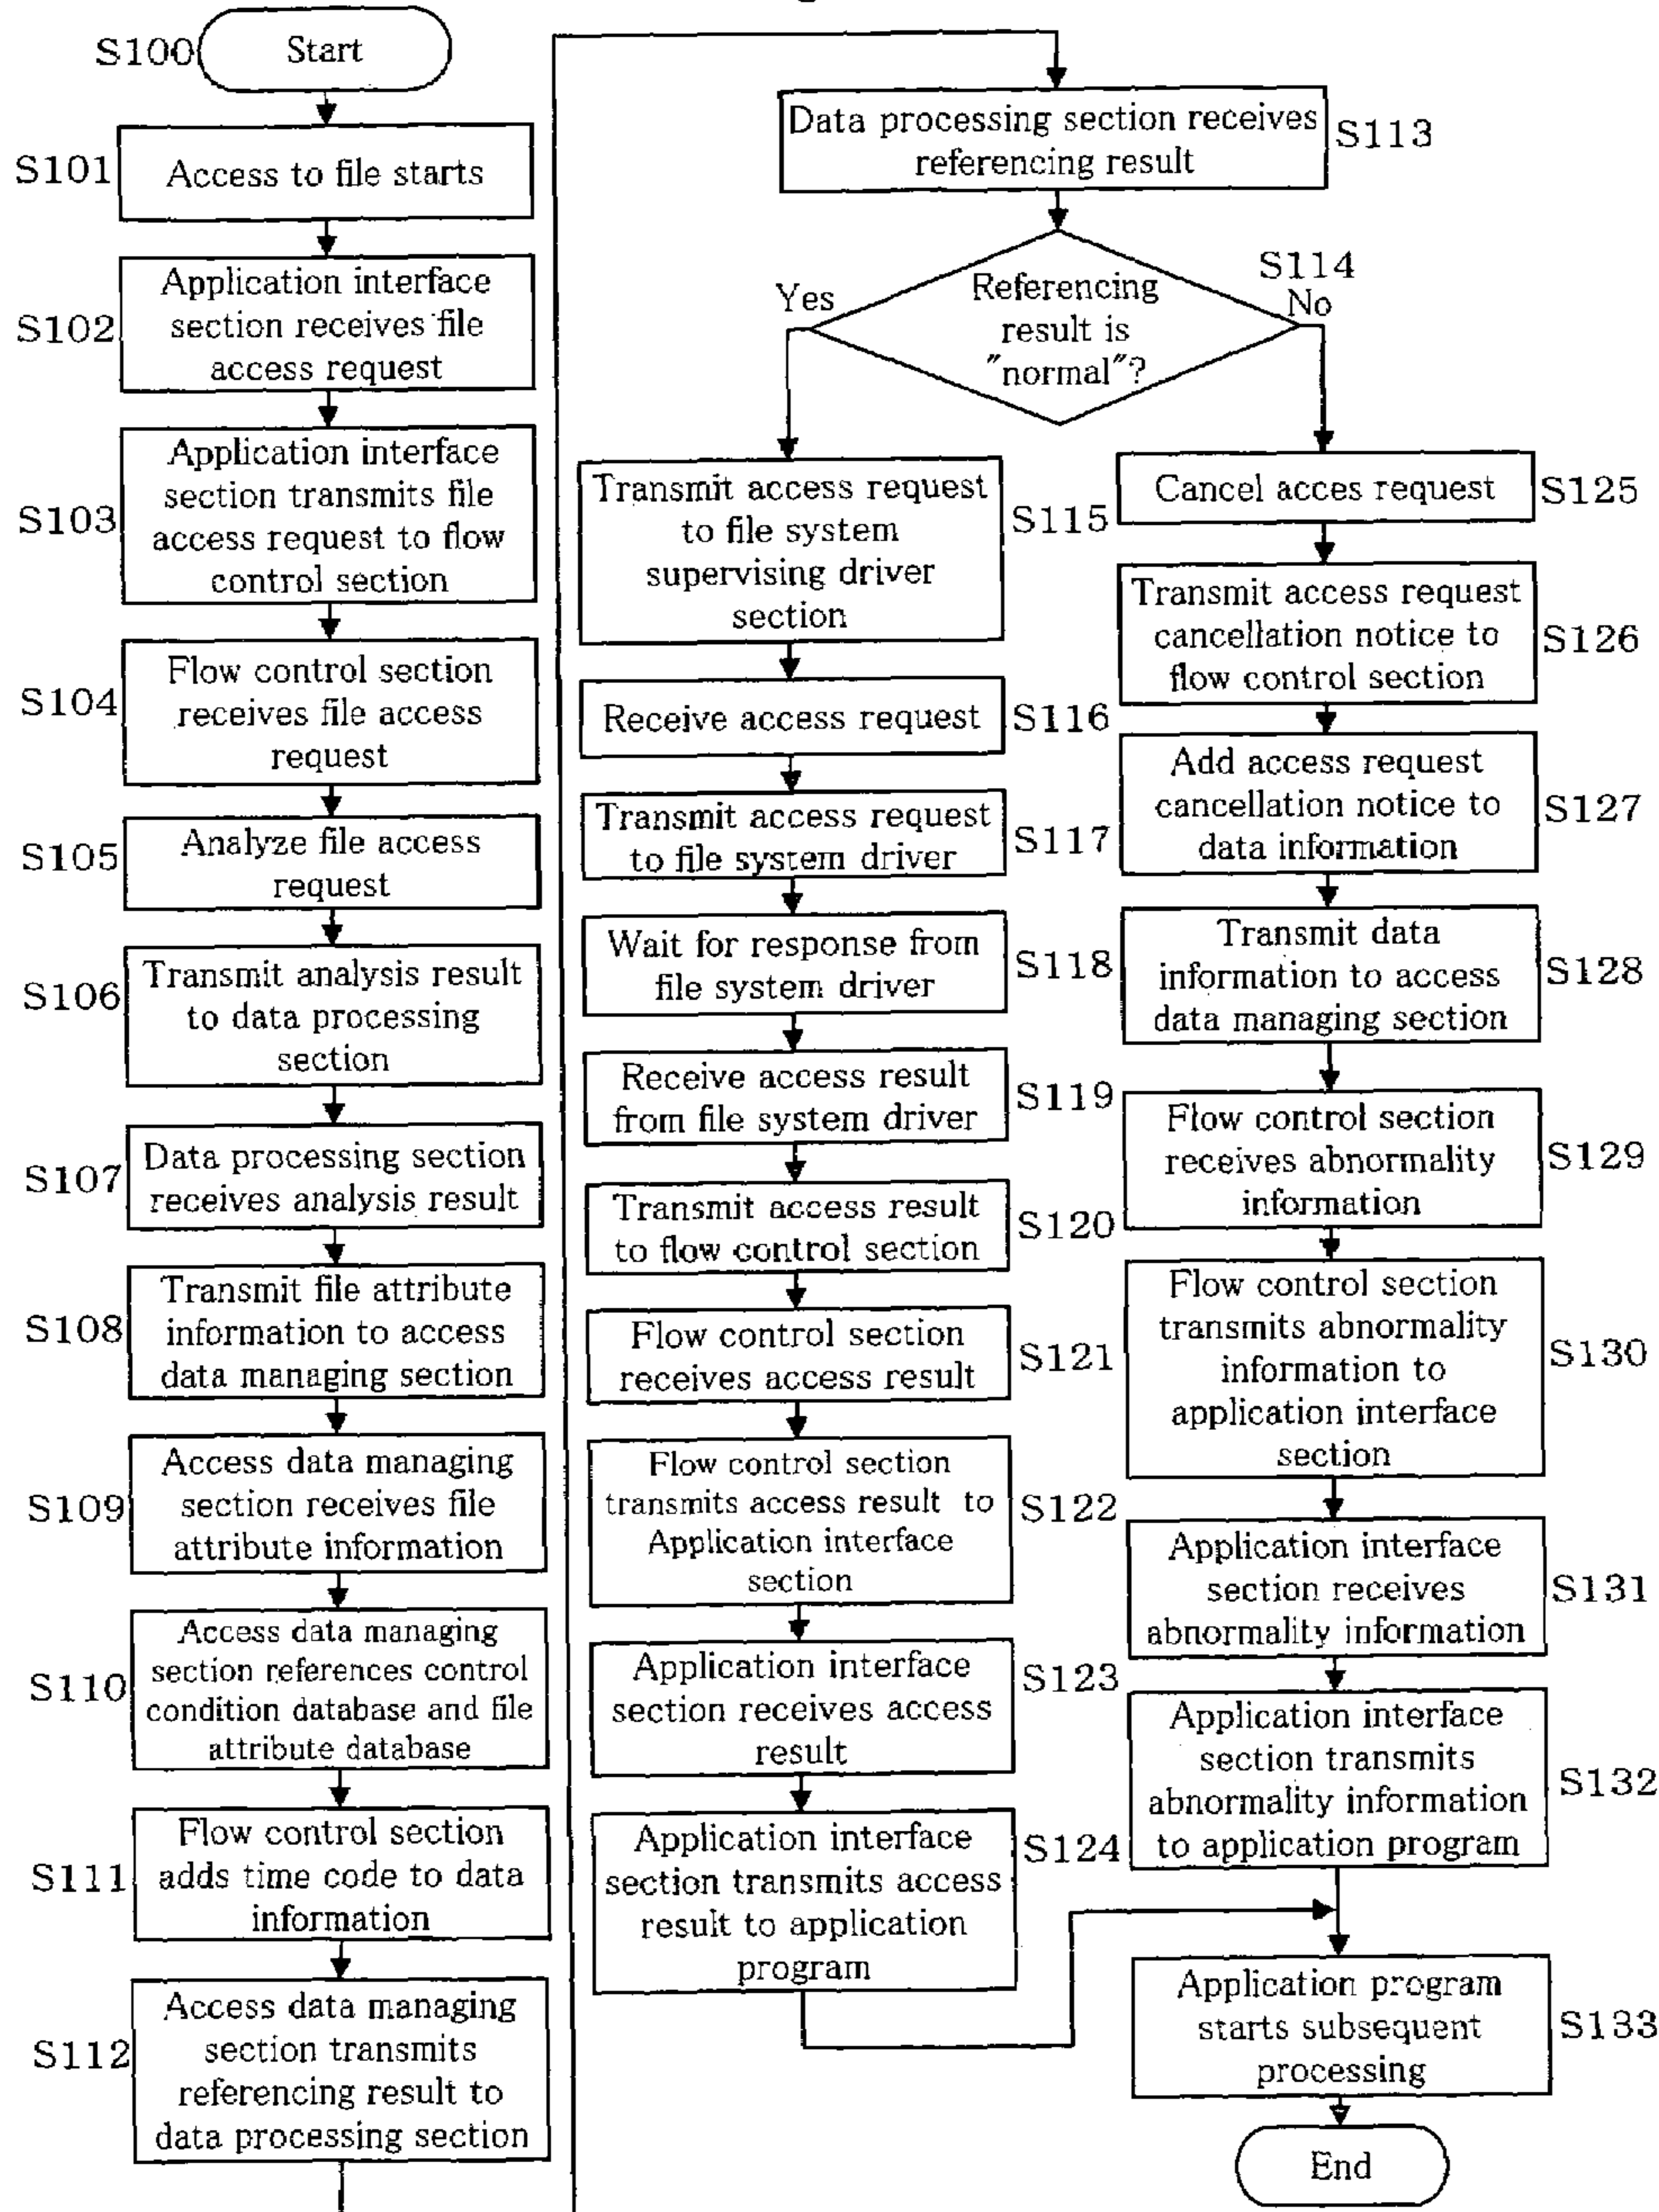 S100
Start
S101
Access to file starts
S102
Application interface
section receives file
access request
S103
Application interface
section transmits file
access request to flow
control section
S104
Flow control section
receives file access
request
S105
Analyze file access
request
S106
Transmit analysis result
to data processing
section
S107
Data processing section
receives analysis result
S108
Transmit file attribute
information to access
data managing section
S109
Access data managing
section receives file
attribute information
S110
Access data managing
section references control
condition database and file
attribute database
S111
Flow control section
adds time code to data
information
S112
Access data managing
section transmits
referencing result to
data processing section
Data processing section receives
referencing result
S113
S114
Yes
No
Referencing
result is
"normal"?
Transmit access request
to file system
supervising driver
section
S115
Receive access request
S116
Transmit access request
to file system driver
S117
Wait for response from
file system driver
S118
Receive access result
from file system driver
S119
Transmit access result
to flow control section
S120
Flow control section
receives access result
S121
Flow control section
transmits access result to
Application interface
section
S122
Application interface
section receives access
result
S123
Application interface
section transmits access
result to application
program
S124
Cancel acces request
S125
Transmit access request
cancellation notice to
flow control section
S126
Add access request
cancellation notice to
data information
S127
Transmit data
information to access
data managing section
S128
Flow control section
receives abnormality
information
S129
Flow control section
transmits abnormality
information to
application interface
section
S130
Application interface
section receives
abnormality information
S131
Application interface
section transmits
abnormality information
to application program
S132
Application program
starts subsequent
processing
S133
End